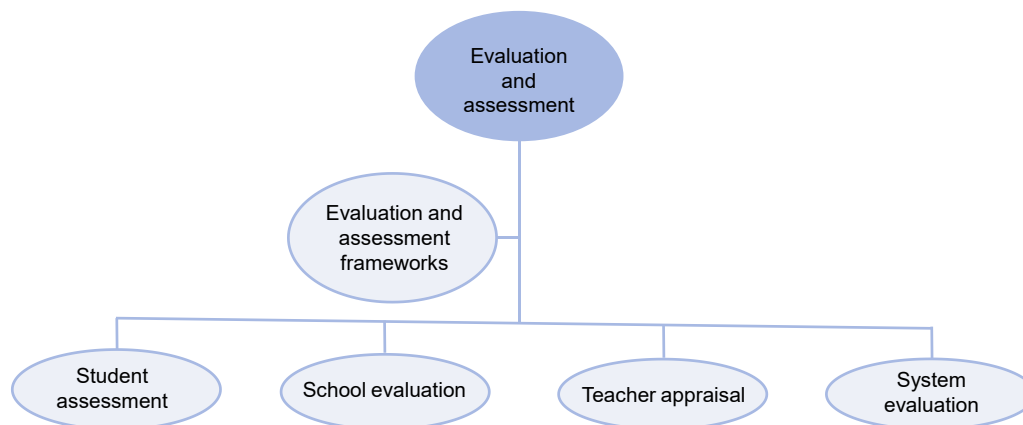 Evaluation
and
assessment
Evaluation and
assessment
frameworks
Student
assessment
School evaluation
Teacher appraisal
System
evaluation